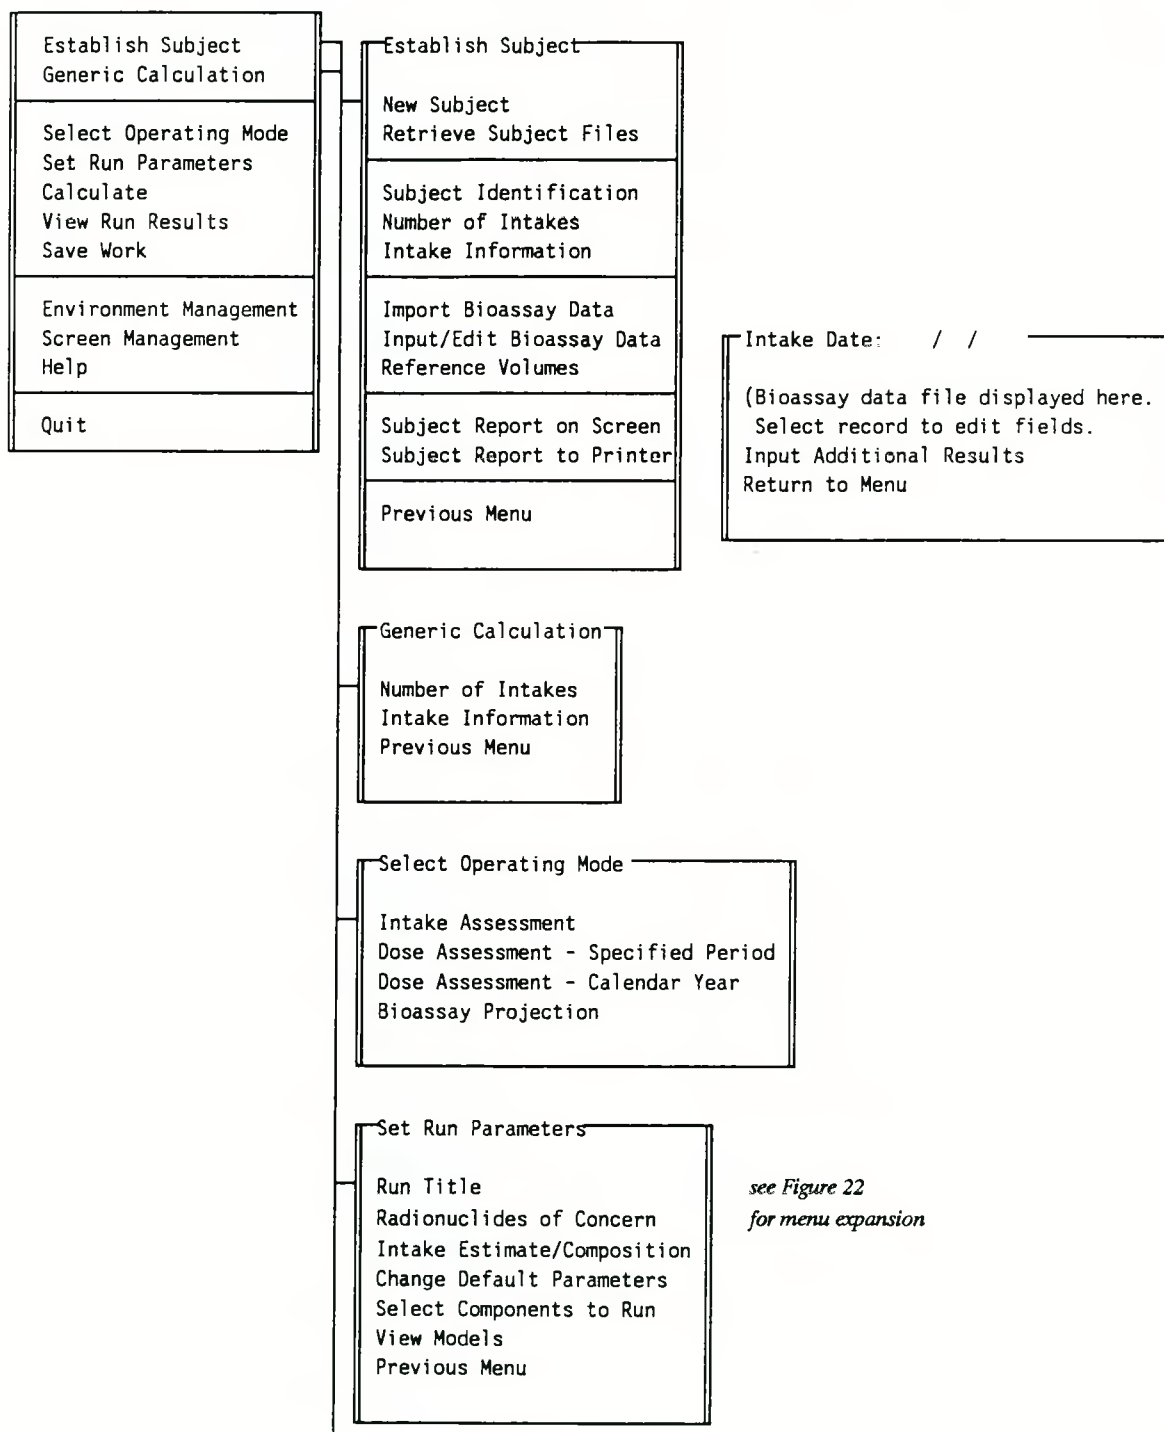 Establish Subject
Generic Calculation
Select Operating Mode
Set Run Parameters
Calculate
View Run Results
Save Work
Environment Management
Screen Management
Help
Quit
Establish Subject
New Subject
Retrieve Subject Files
Subject Identification
Number of Intakes
Intake Information
Import Bioassay Data
Input/Edit Bioassay Data
Reference Volumes
Subject Report on Screen
Subject Report to Printer
Previous Menu
Intake Date: / /
(Bioassay data file displayed here.
Select record to edit fields.
Input Additional Results
Return to Menu
Generic Calculation
Number of Intakes
Intake Information
Previous Menu
Select Operating Mode
Intake Assessment
Dose Assessment - Specified Period
Dose Assessment - Calendar Year
Bioassay Projection
Set Run Parameters
Run Title
Radionuclides of Concern
Intake Estimate/Composition
Change Default Parameters
Select Components to Run
View Models
Previous Menu
see Figure 22
for menu expansion